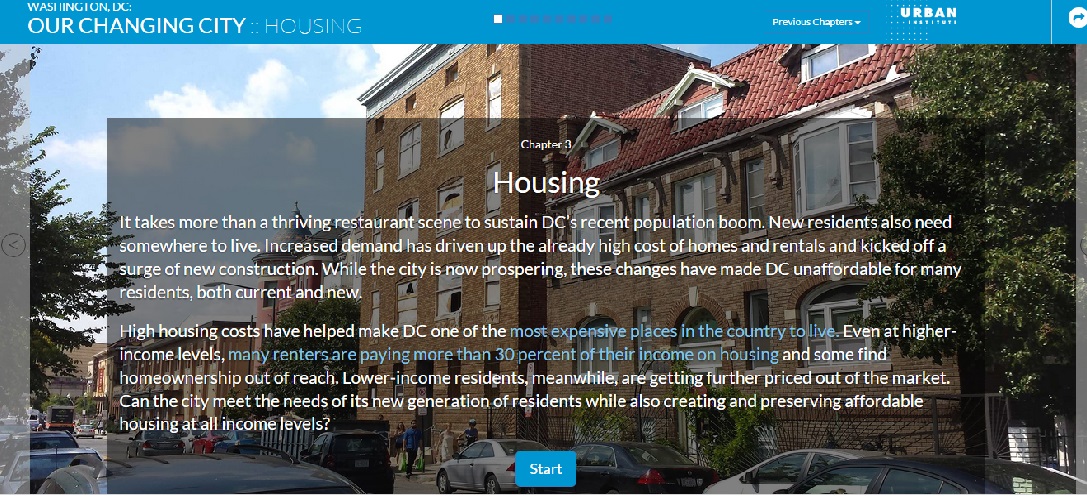 WASHINGTON, DC:
OUR CHANGING CITY :: HOUSING
Previous Chapters
URBAN
INSTITUTE
Chapter 3
Housing
It takes more than a thriving restaurant scene to sustain DC's recent population boom. New residents also need
somewhere to live. Increased demand has driven up the already high cost of homes and rentals and kicked off a
surge of new construction. While the city is now prospering, these changes have made DC unaffordable for many
residents, both current and new.
High housing costs have helped make DC one of the most expensive places in the country to live. Even at higher-
income levels, many renters are paying more than 30 percent of their income on housing and some find
homeownership out of reach. Lower-income residents, meanwhile, are getting further priced out of the market.
Can the city meet the needs of its new generation of residents while also creating and preserving affordable
housing at all income levels?
Start